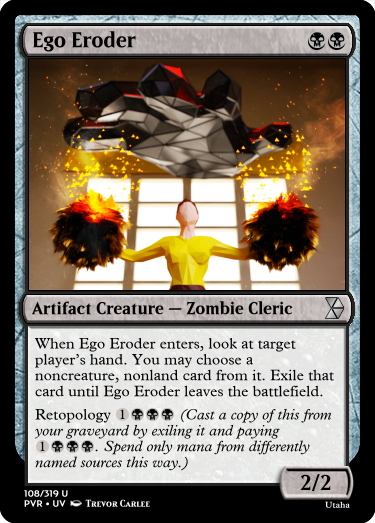 Ego Eroder
Artifact Creature — Zombie Cleric
When Ego Eroder enters, look at target
player's hand. You may choose a
noncreature, nonland card from it. Exile that
card until Ego Eroder leaves the battlefield.
Retopology 1 (Cast a copy of this from
your graveyard by exiling it and paying
1. Spend only mana from differently
named sources this way.)
2/2
108/319 U
PVR • UV Trevor Carlee
Utaha